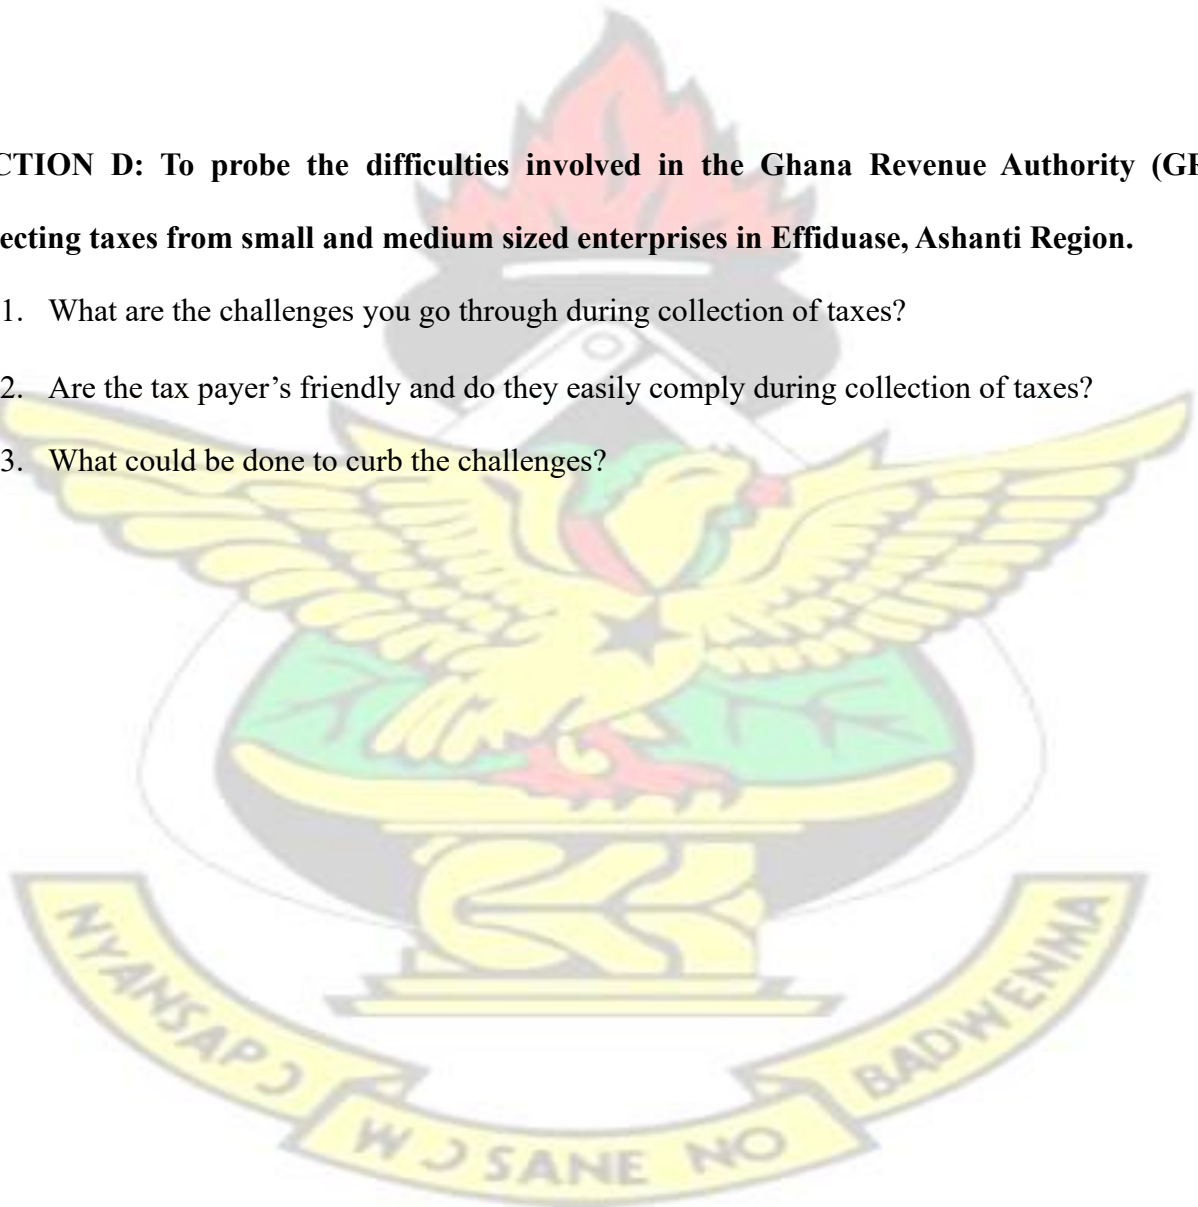 CTION D: To probe the difficulties involved in the Ghana Revenue Authority (GR
ecting taxes from small and medium sized enterprises in Effiduase, Ashanti Region.
1. What are the challenges you go through during collection of taxes?
2. Are the tax payer’s friendly and do they easily comply during collection of taxes?
3. What could be done to curb the challenges?
NYANSAPƆ
WƆSANE NO
BADWENMA